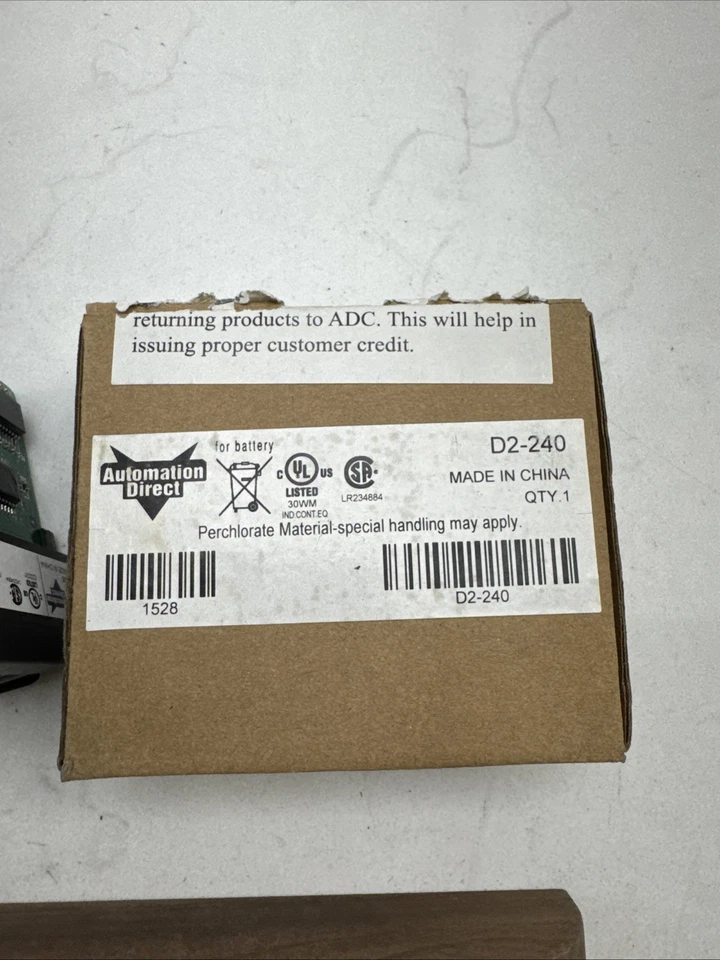 returning products to ADC. This will help in
issuing proper customer credit.
Automation
Direct
for battery
c UL us
LISTED
30WM
IND CONT.EQ
LR234884
D2-240
MADE IN CHINA
QTY.1
Perchlorate Material-special handling may apply.
1528
D2-240